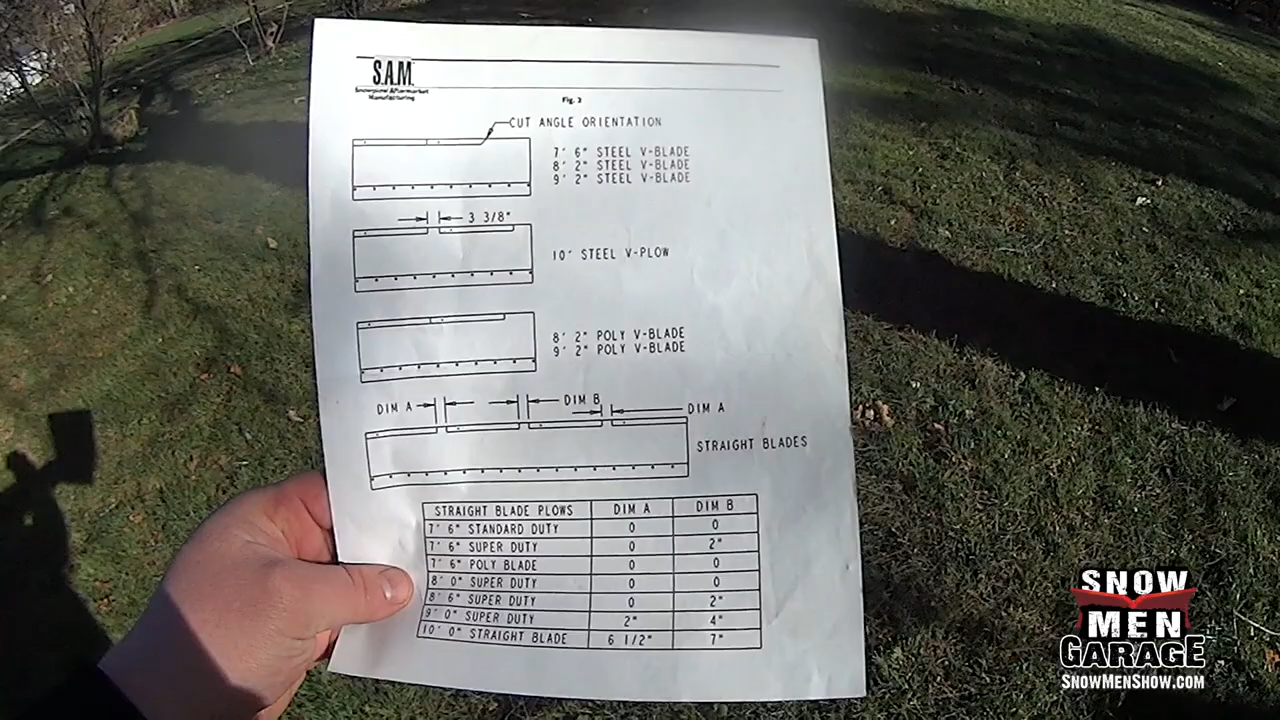 S.A.M.
Snowplow Aftermarket
Manufacturing
Fig. 3
CUT ANGLE ORIENTATION
7' 6" STEEL V-BLADE
8' 2" STEEL V-BLADE
9' 2" STEEL V-BLADE
3 3/8"
10' STEEL V-PLOW
8' 2" POLY V-BLADE
9' 2" POLY V-BLADE
DIM A
DIM B
DIM A
STRAIGHT BLADES
STRAIGHT BLADE PLOWS DIM A DIM B
7' 6" STANDARD DUTY 0 0
7' 6" SUPER DUTY 0 2"
7' 6" POLY BLADE 0 0
8' 0" SUPER DUTY 0 0
8' 6" SUPER DUTY 0 2"
9' 0" SUPER DUTY 2" 4"
10' 0" STRAIGHT BLADE 6 1/2" 7"
SNOW
MEN
GARAGE
SNOWMENSHOW.COM